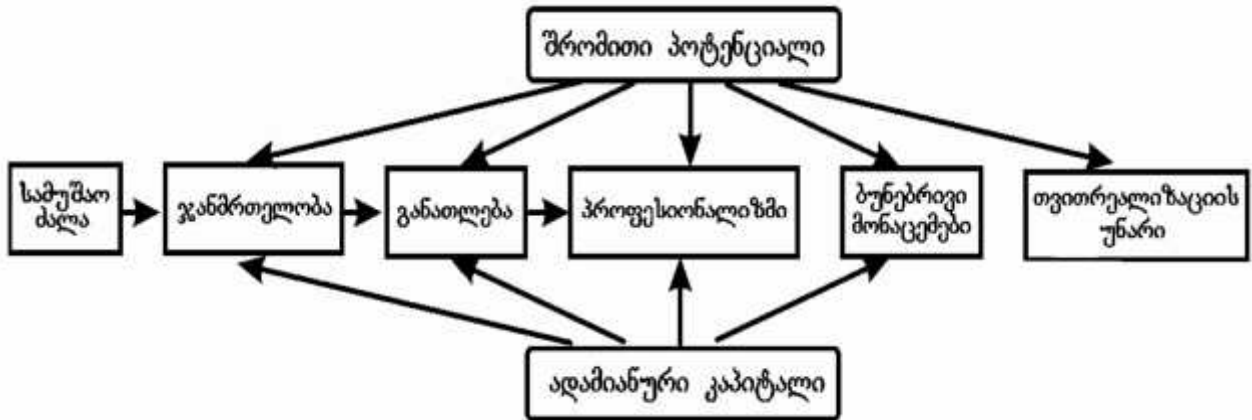 შრომითი პოტენციალი
სამუშაო
ძალა
ჯანმრთელობა
განათლება
პროფესიონალიზმი
ბუნებრივი
მონაცემები
თვითრეალიზაციის
უნარი
ადამიანური კაპიტალი